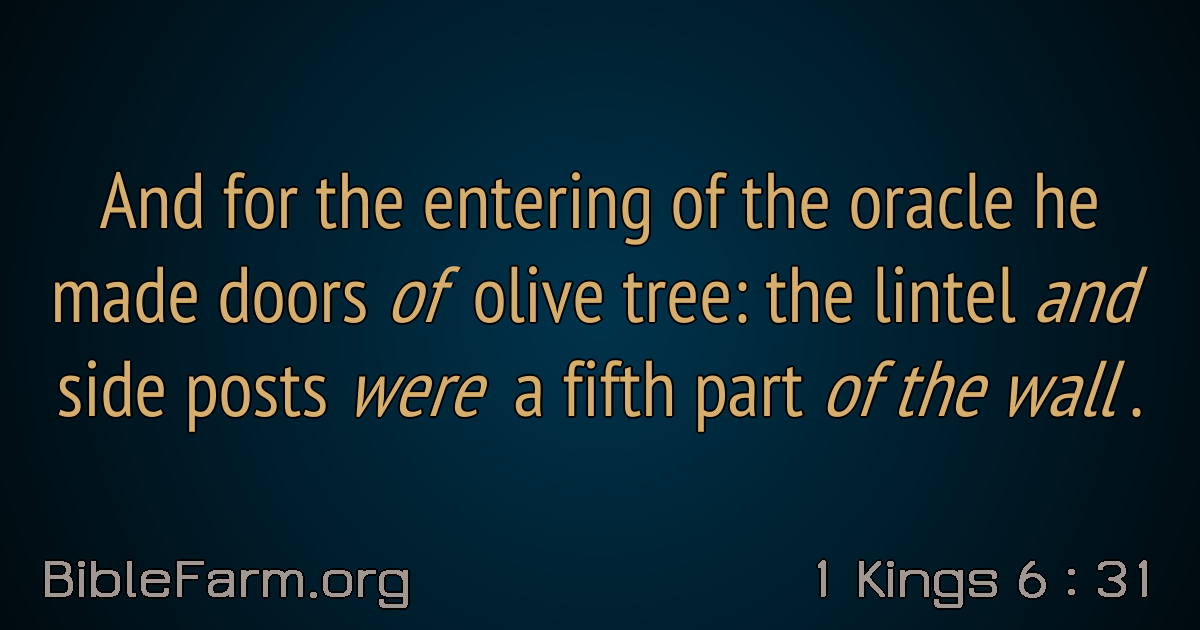 And for the entering of the oracle he
made doors of olive tree: the lintel and
side posts were a fifth part of the wall.
BibleFarm.org
1 Kings 6 : 31